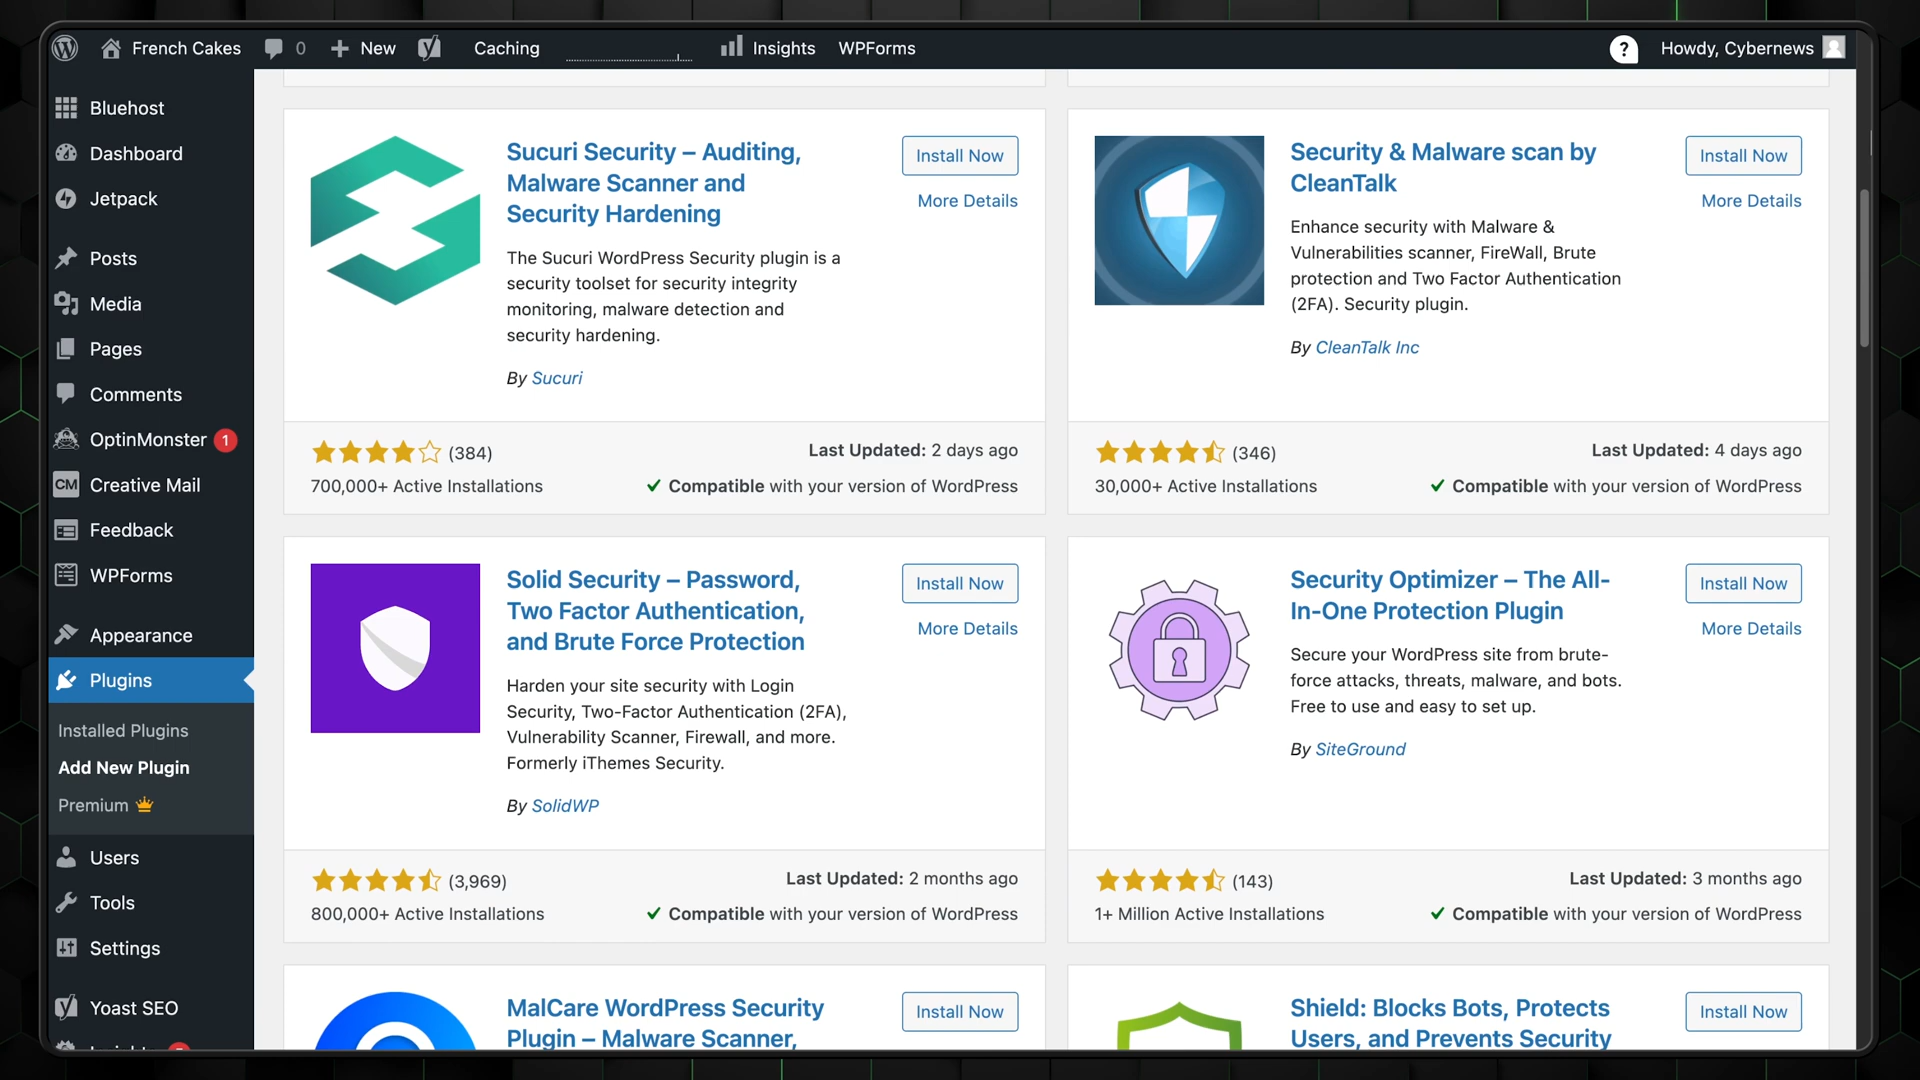 French Cakes
0
New
Caching
Insights
WPForms
?
Howdy, Cybernews
Bluehost
Dashboard
Jetpack
Posts
Media
Pages
Comments
OptinMonster 1
CM Creative Mail
Feedback
WPForms
Appearance
Plugins
Installed Plugins
Add New Plugin
Premium
Users
Tools
Settings
Yoast SEO
Sucuri Security – Auditing,
Malware Scanner and
Security Hardening
Install Now
More Details
The Sucuri WordPress Security plugin is a
security toolset for security integrity
monitoring, malware detection and
security hardening.
By Sucuri
(384)
Last Updated: 2 days ago
700,000+ Active Installations
Compatible with your version of WordPress
Security & Malware scan by
CleanTalk
Install Now
More Details
Enhance security with Malware &
Vulnerabilities scanner, FireWall, Brute
protection and Two Factor Authentication
(2FA). Security plugin.
By CleanTalk Inc
(346)
Last Updated: 4 days ago
30,000+ Active Installations
Compatible with your version of WordPress
Solid Security – Password,
Two Factor Authentication,
and Brute Force Protection
Install Now
More Details
Harden your site security with Login
Security, Two-Factor Authentication (2FA),
Vulnerability Scanner, Firewall, and more.
Formerly iThemes Security.
By SolidWP
(3,969)
Last Updated: 2 months ago
800,000+ Active Installations
Compatible with your version of WordPress
Security Optimizer – The All-
In-One Protection Plugin
Install Now
More Details
Secure your WordPress site from brute-
force attacks, threats, malware, and bots.
Free to use and easy to set up.
By SiteGround
(143)
Last Updated: 3 months ago
1+ Million Active Installations
Compatible with your version of WordPress
MalCare WordPress Security
Plugin – Malware Scanner,
Install Now
Shield: Blocks Bots, Protects
Users, and Prevents Security
Install Now